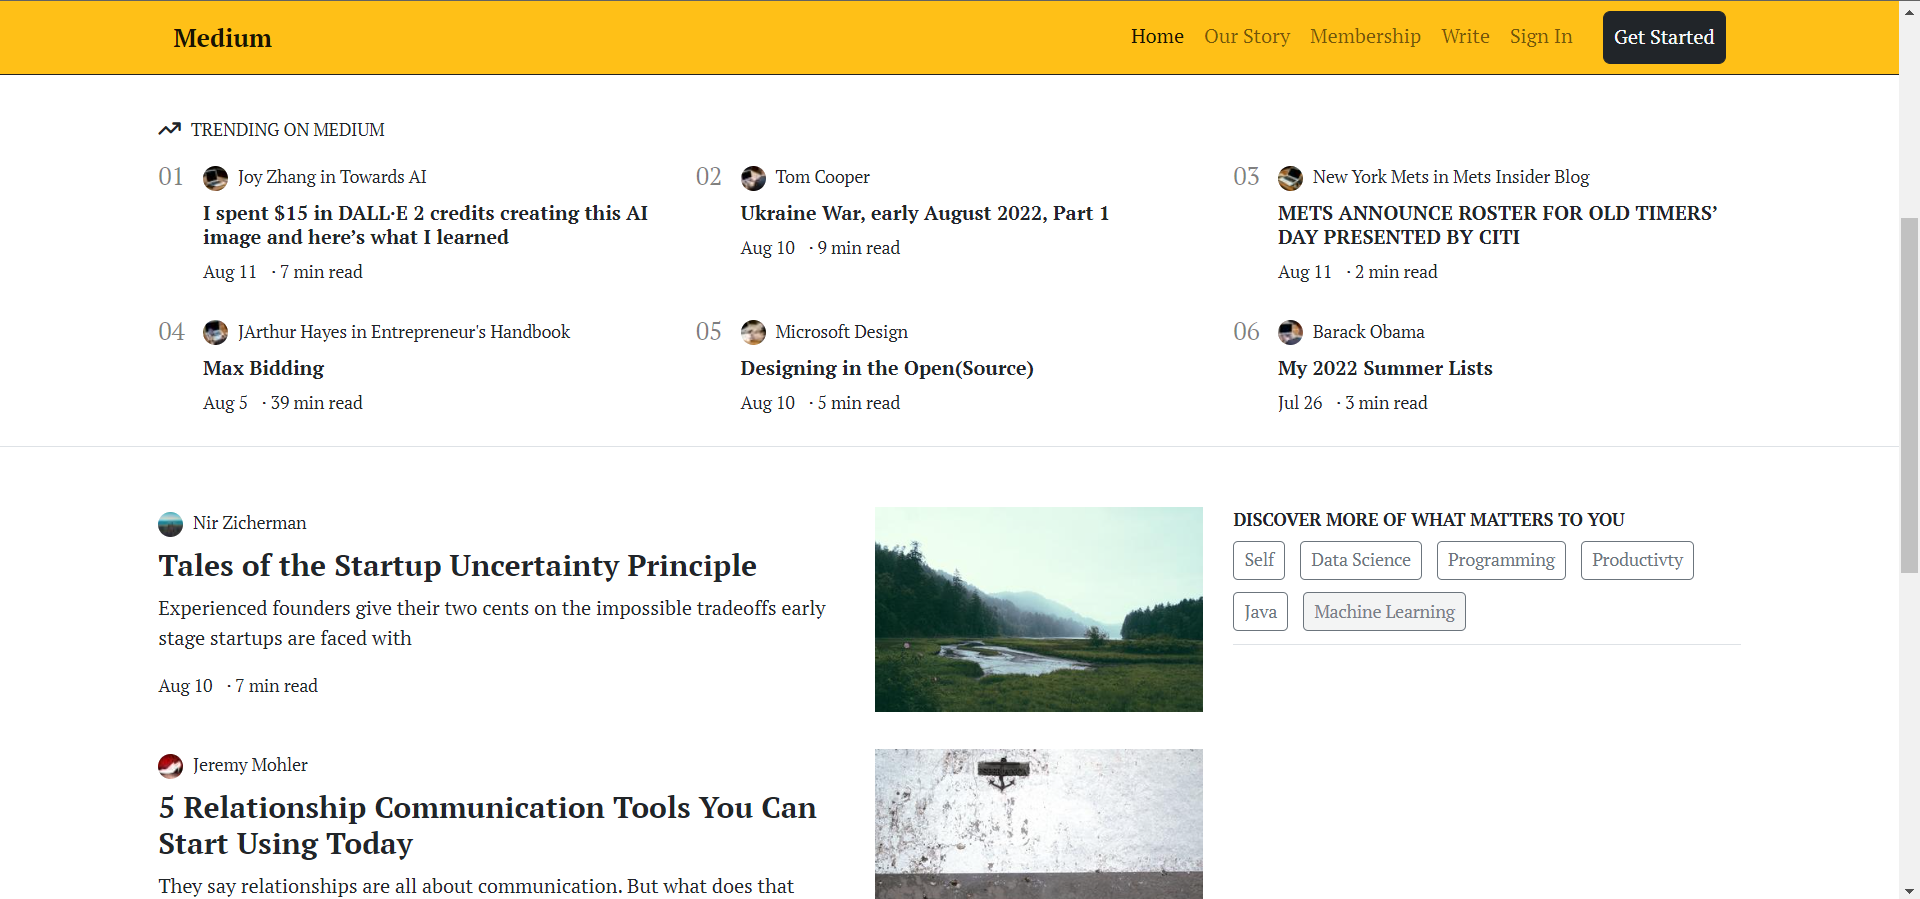 Medium
Home Our Story Membership Write Sign In Get Started
TRENDING ON MEDIUM
01
Joy Zhang in Towards AI
I spent $15 in DALL·E 2 credits creating this AI
image and here’s what I learned
Aug 11 · 7 min read
02
Tom Cooper
Ukraine War, early August 2022, Part 1
Aug 10 · 9 min read
03
New York Mets in Mets Insider Blog
METS ANNOUNCE ROSTER FOR OLD TIMERS’
DAY PRESENTED BY CITI
Aug 11 · 2 min read
04
JArthur Hayes in Entrepreneur's Handbook
Max Bidding
Aug 5 · 39 min read
05
Microsoft Design
Designing in the Open(Source)
Aug 10 · 5 min read
06
Barack Obama
My 2022 Summer Lists
Jul 26 · 3 min read
Nir Zicherman
Tales of the Startup Uncertainty Principle
Experienced founders give their two cents on the impossible tradeoffs early
stage startups are faced with
Aug 10 · 7 min read
Jeremy Mohler
5 Relationship Communication Tools You Can
Start Using Today
They say relationships are all about communication. But what does that
DISCOVER MORE OF WHAT MATTERS TO YOU
Self Data Science Programming Productivty
Java Machine Learning